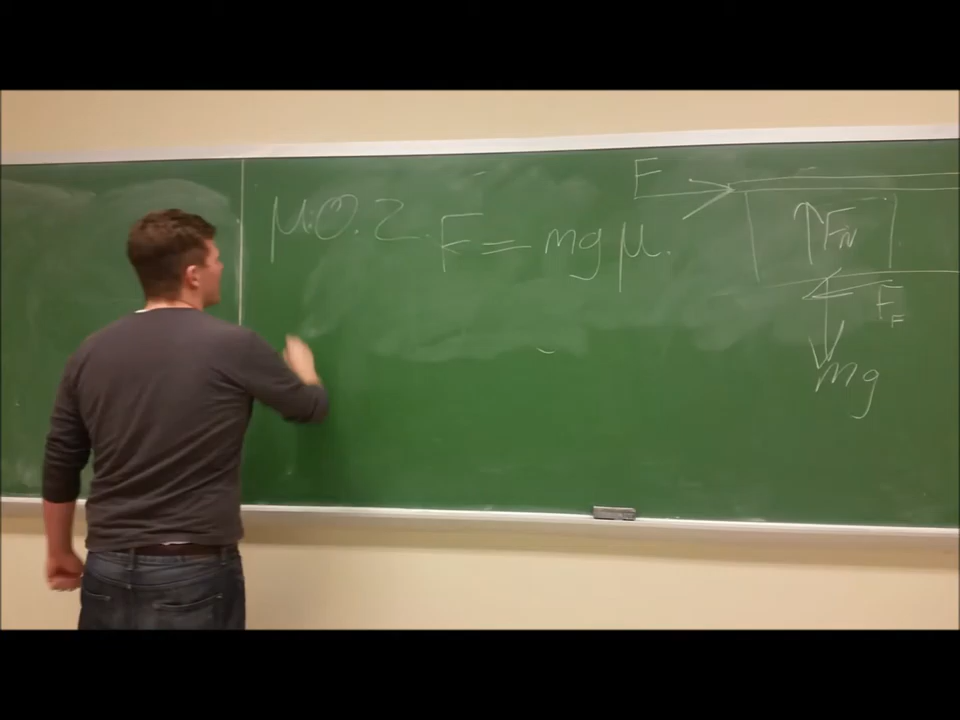 μ.0.2.
F = mgμ.
F
FN
FF
mg